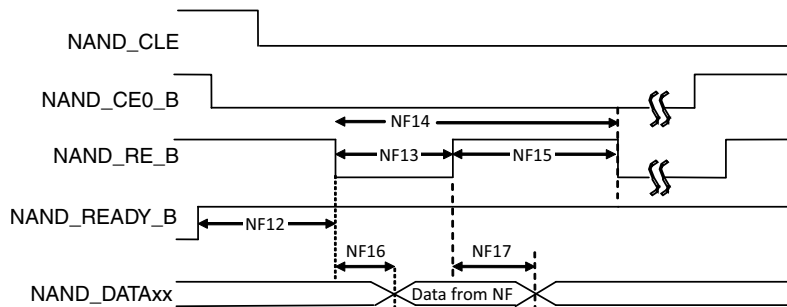 NAND_CLE
NAND_CE0_B
NF14
NAND_RE_B
NF13
NF15
NAND_READY_B
NF12
NF16
NF17
NAND_DATAxx
Data from NF